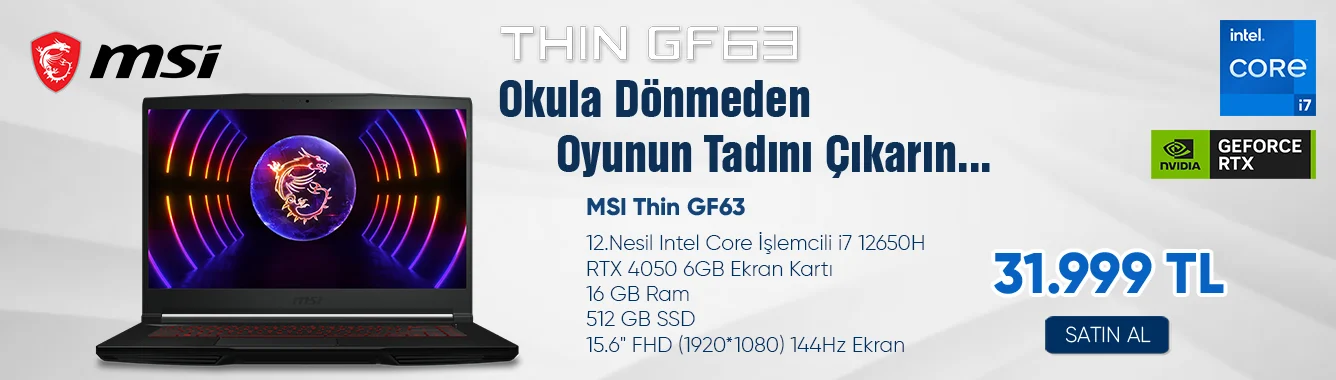 msi
THIN GF63
Okula Dönmeden
Oyunun Tadını Çıkarın...
MSI Thin GF63
12.Nesil Intel Core İşlemcili i7 12650H
RTX 4050 6GB Ekran Kartı
16 GB Ram
512 GB SSD
15.6" FHD (1920*1080) 144Hz Ekran
intel.
CORE
i7
NVIDIA
GEFORCE
RTX
31.999 TL
SATIN AL
msi